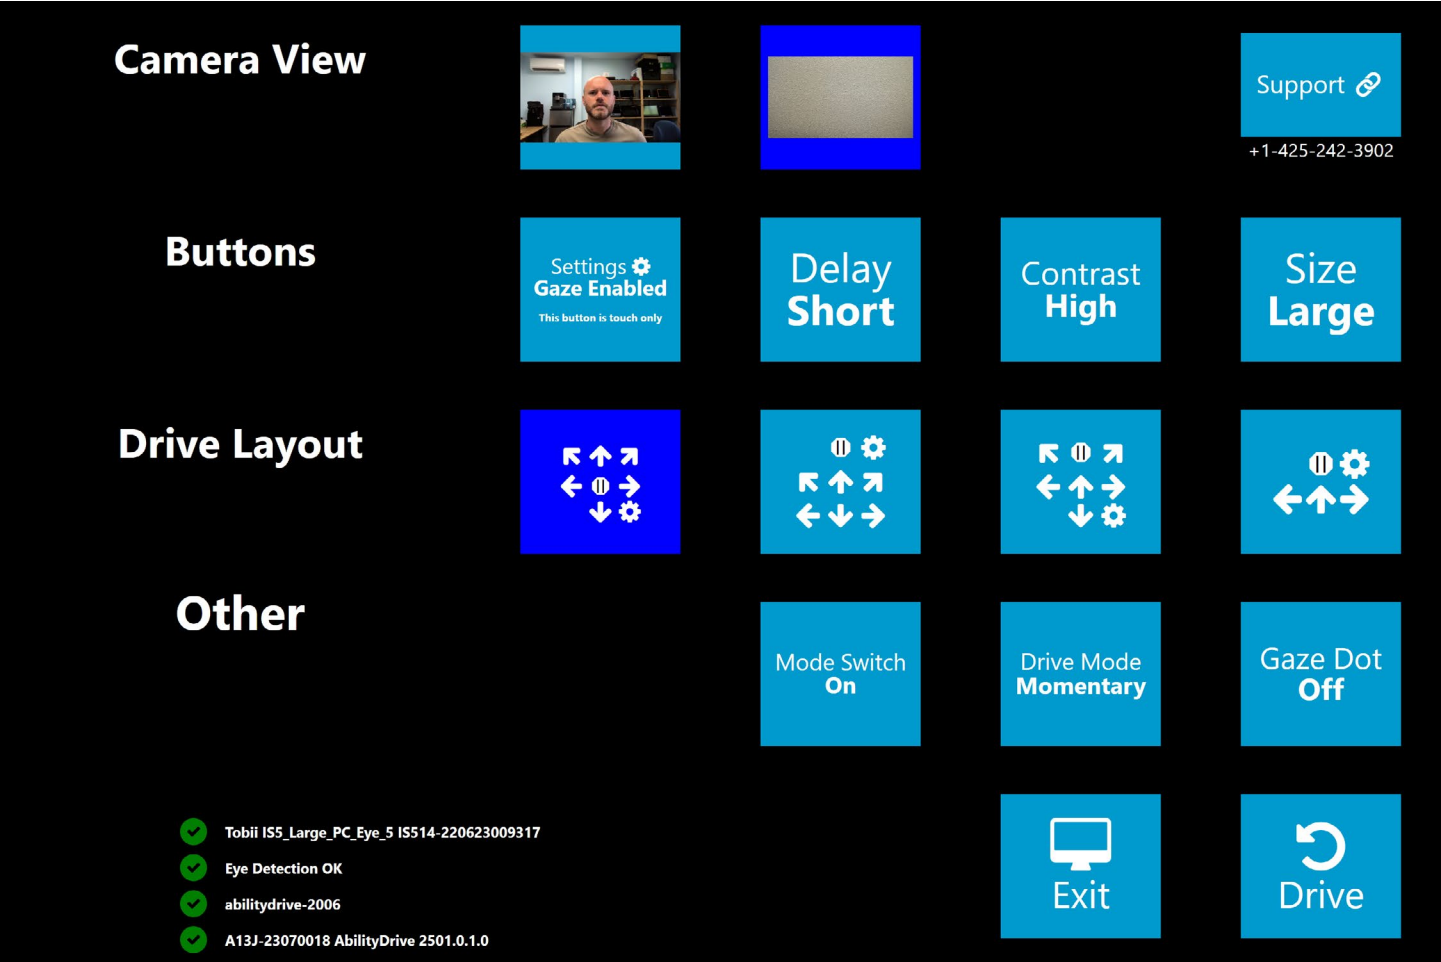 Camera View
Support
+1-425-242-3902
Buttons
Settings
Gaze Enabled
This button is touch only
Delay
Short
Contrast
High
Size
Large
Drive Layout
Other
Mode Switch
On
Drive Mode
Momentary
Gaze Dot
Off
Tobii IS5_Large_PC_Eye_5 IS514-220623009317
Eye Detection OK
abilitydrive-2006
A13J-23070018 AbilityDrive 2501.0.1.0
Exit
Drive